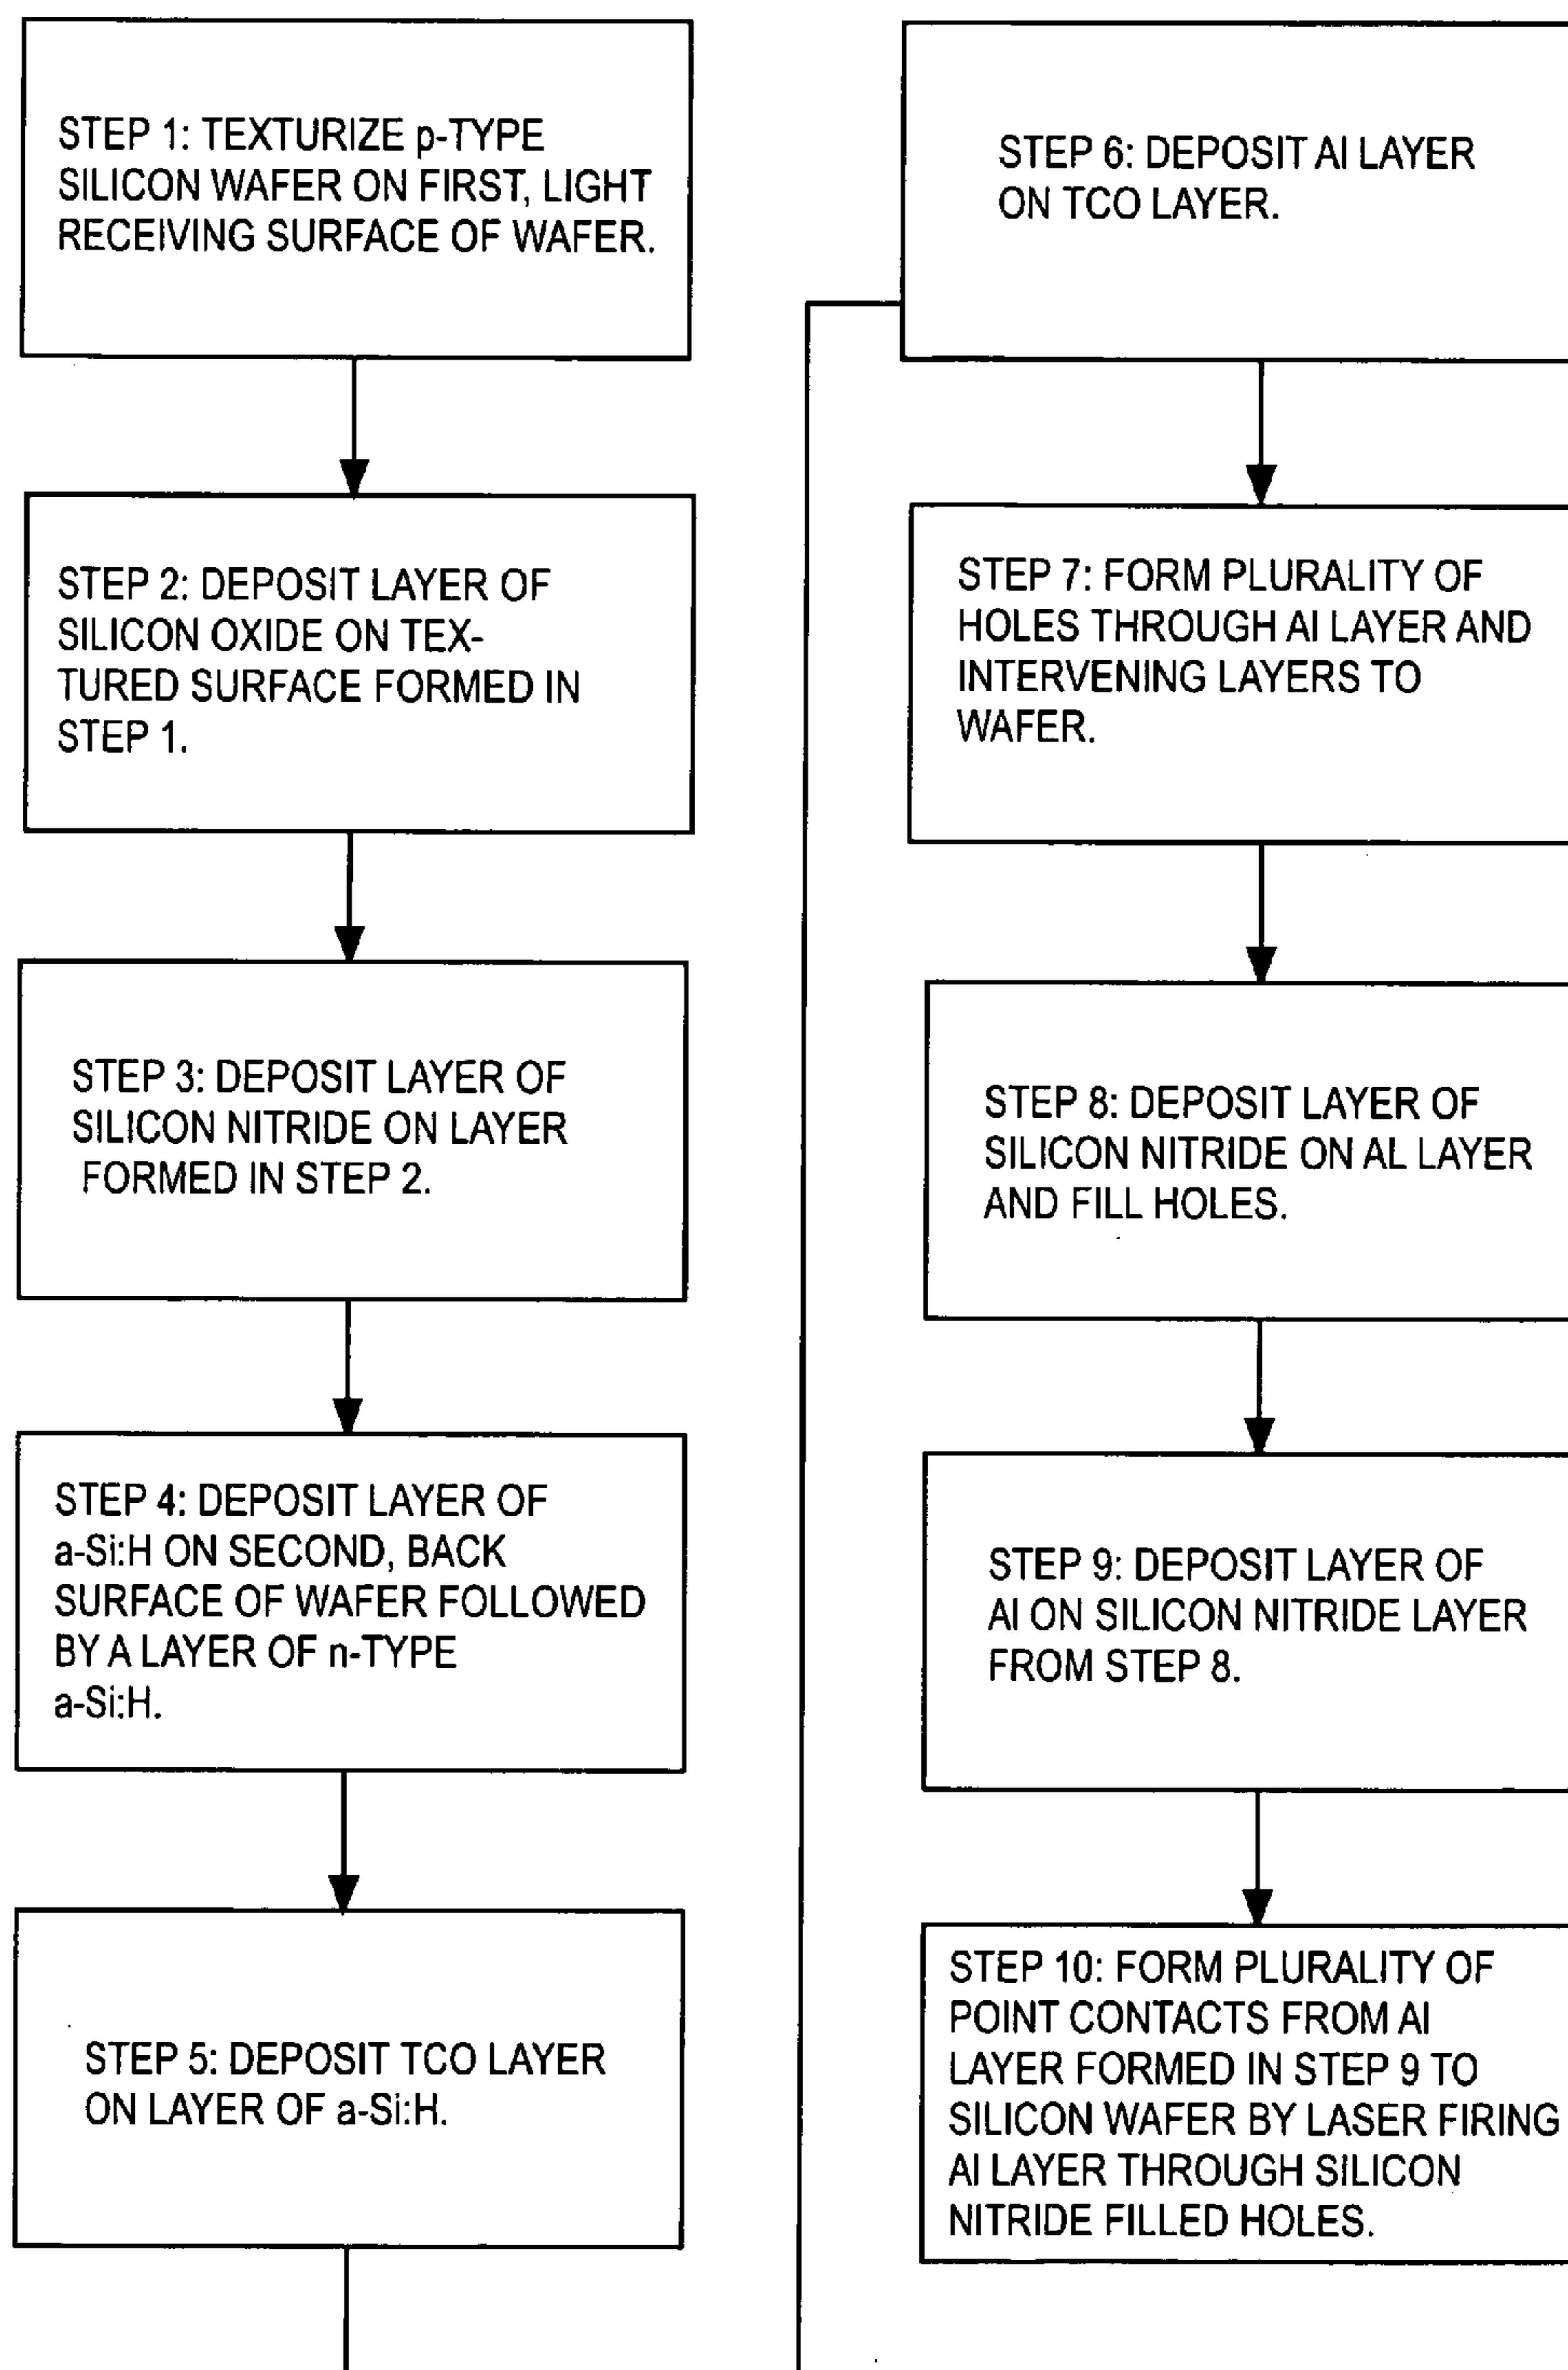 STEP 1: TEXTURIZE p-TYPE
SILICON WAFER ON FIRST, LIGHT
RECEIVING SURFACE OF WAFER.
STEP 2: DEPOSIT LAYER OF
SILICON OXIDE ON TEX-
TURED SURFACE FORMED IN
STEP 1.
STEP 3: DEPOSIT LAYER OF
SILICON NITRIDE ON LAYER
FORMED IN STEP 2.
STEP 4: DEPOSIT LAYER OF
a-Si:H ON SECOND, BACK
SURFACE OF WAFER FOLLOWED
BY A LAYER OF n-TYPE
a-Si:H.
STEP 5: DEPOSIT TCO LAYER
ON LAYER OF a-Si:H.
STEP 6: DEPOSIT Al LAYER
ON TCO LAYER.
STEP 7: FORM PLURALITY OF
HOLES THROUGH Al LAYER AND
INTERVENING LAYERS TO
WAFER.
STEP 8: DEPOSIT LAYER OF
SILICON NITRIDE ON AL LAYER
AND FILL HOLES.
STEP 9: DEPOSIT LAYER OF
Al ON SILICON NITRIDE LAYER
FROM STEP 8.
STEP 10: FORM PLURALITY OF
POINT CONTACTS FROM Al
LAYER FORMED IN STEP 9 TO
SILICON WAFER BY LASER FIRING
Al LAYER THROUGH SILICON
NITRIDE FILLED HOLES.